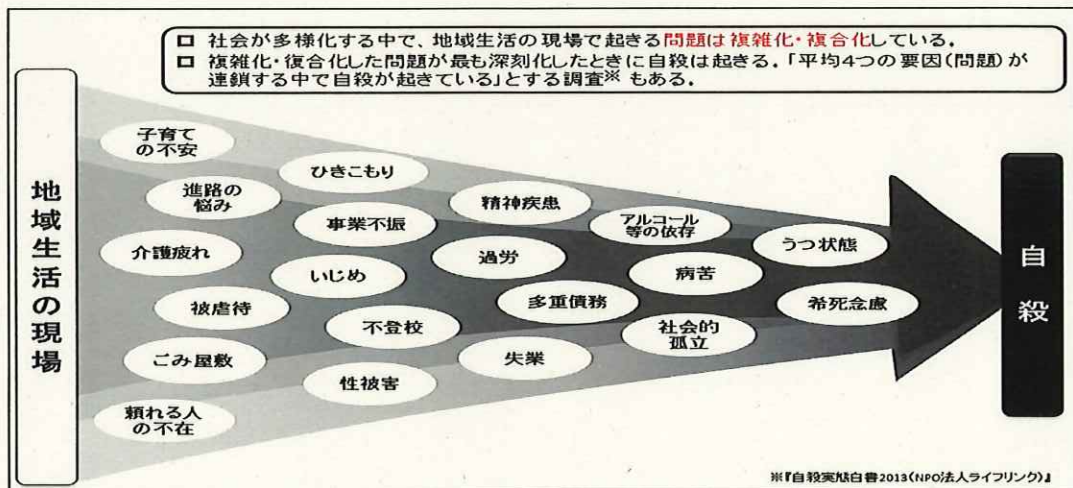 □ 社会が多様化する中で、地域生活の現場で起きる問題は複雑化・複合化している。
□ 複雑化・複合化した問題が最も深刻化したときに自殺は起きる。「平均4つの要因(問題)が
連鎖する中で自殺が起きている」とする調査※ もある。
地域生活の現場
子育て
の不安
進路の
悩み
介護疲れ
被虐待
ごみ屋敷
頼れる人
の不在
ひきこもり
事業不振
いじめ
不登校
性被害
精神疾患
過労
多重債務
失業
アルコール
等の依存
病苦
社会的
孤立
うつ状態
希死念慮
自殺
※『自殺実態白書2013(NPO法人ライフリンク)』